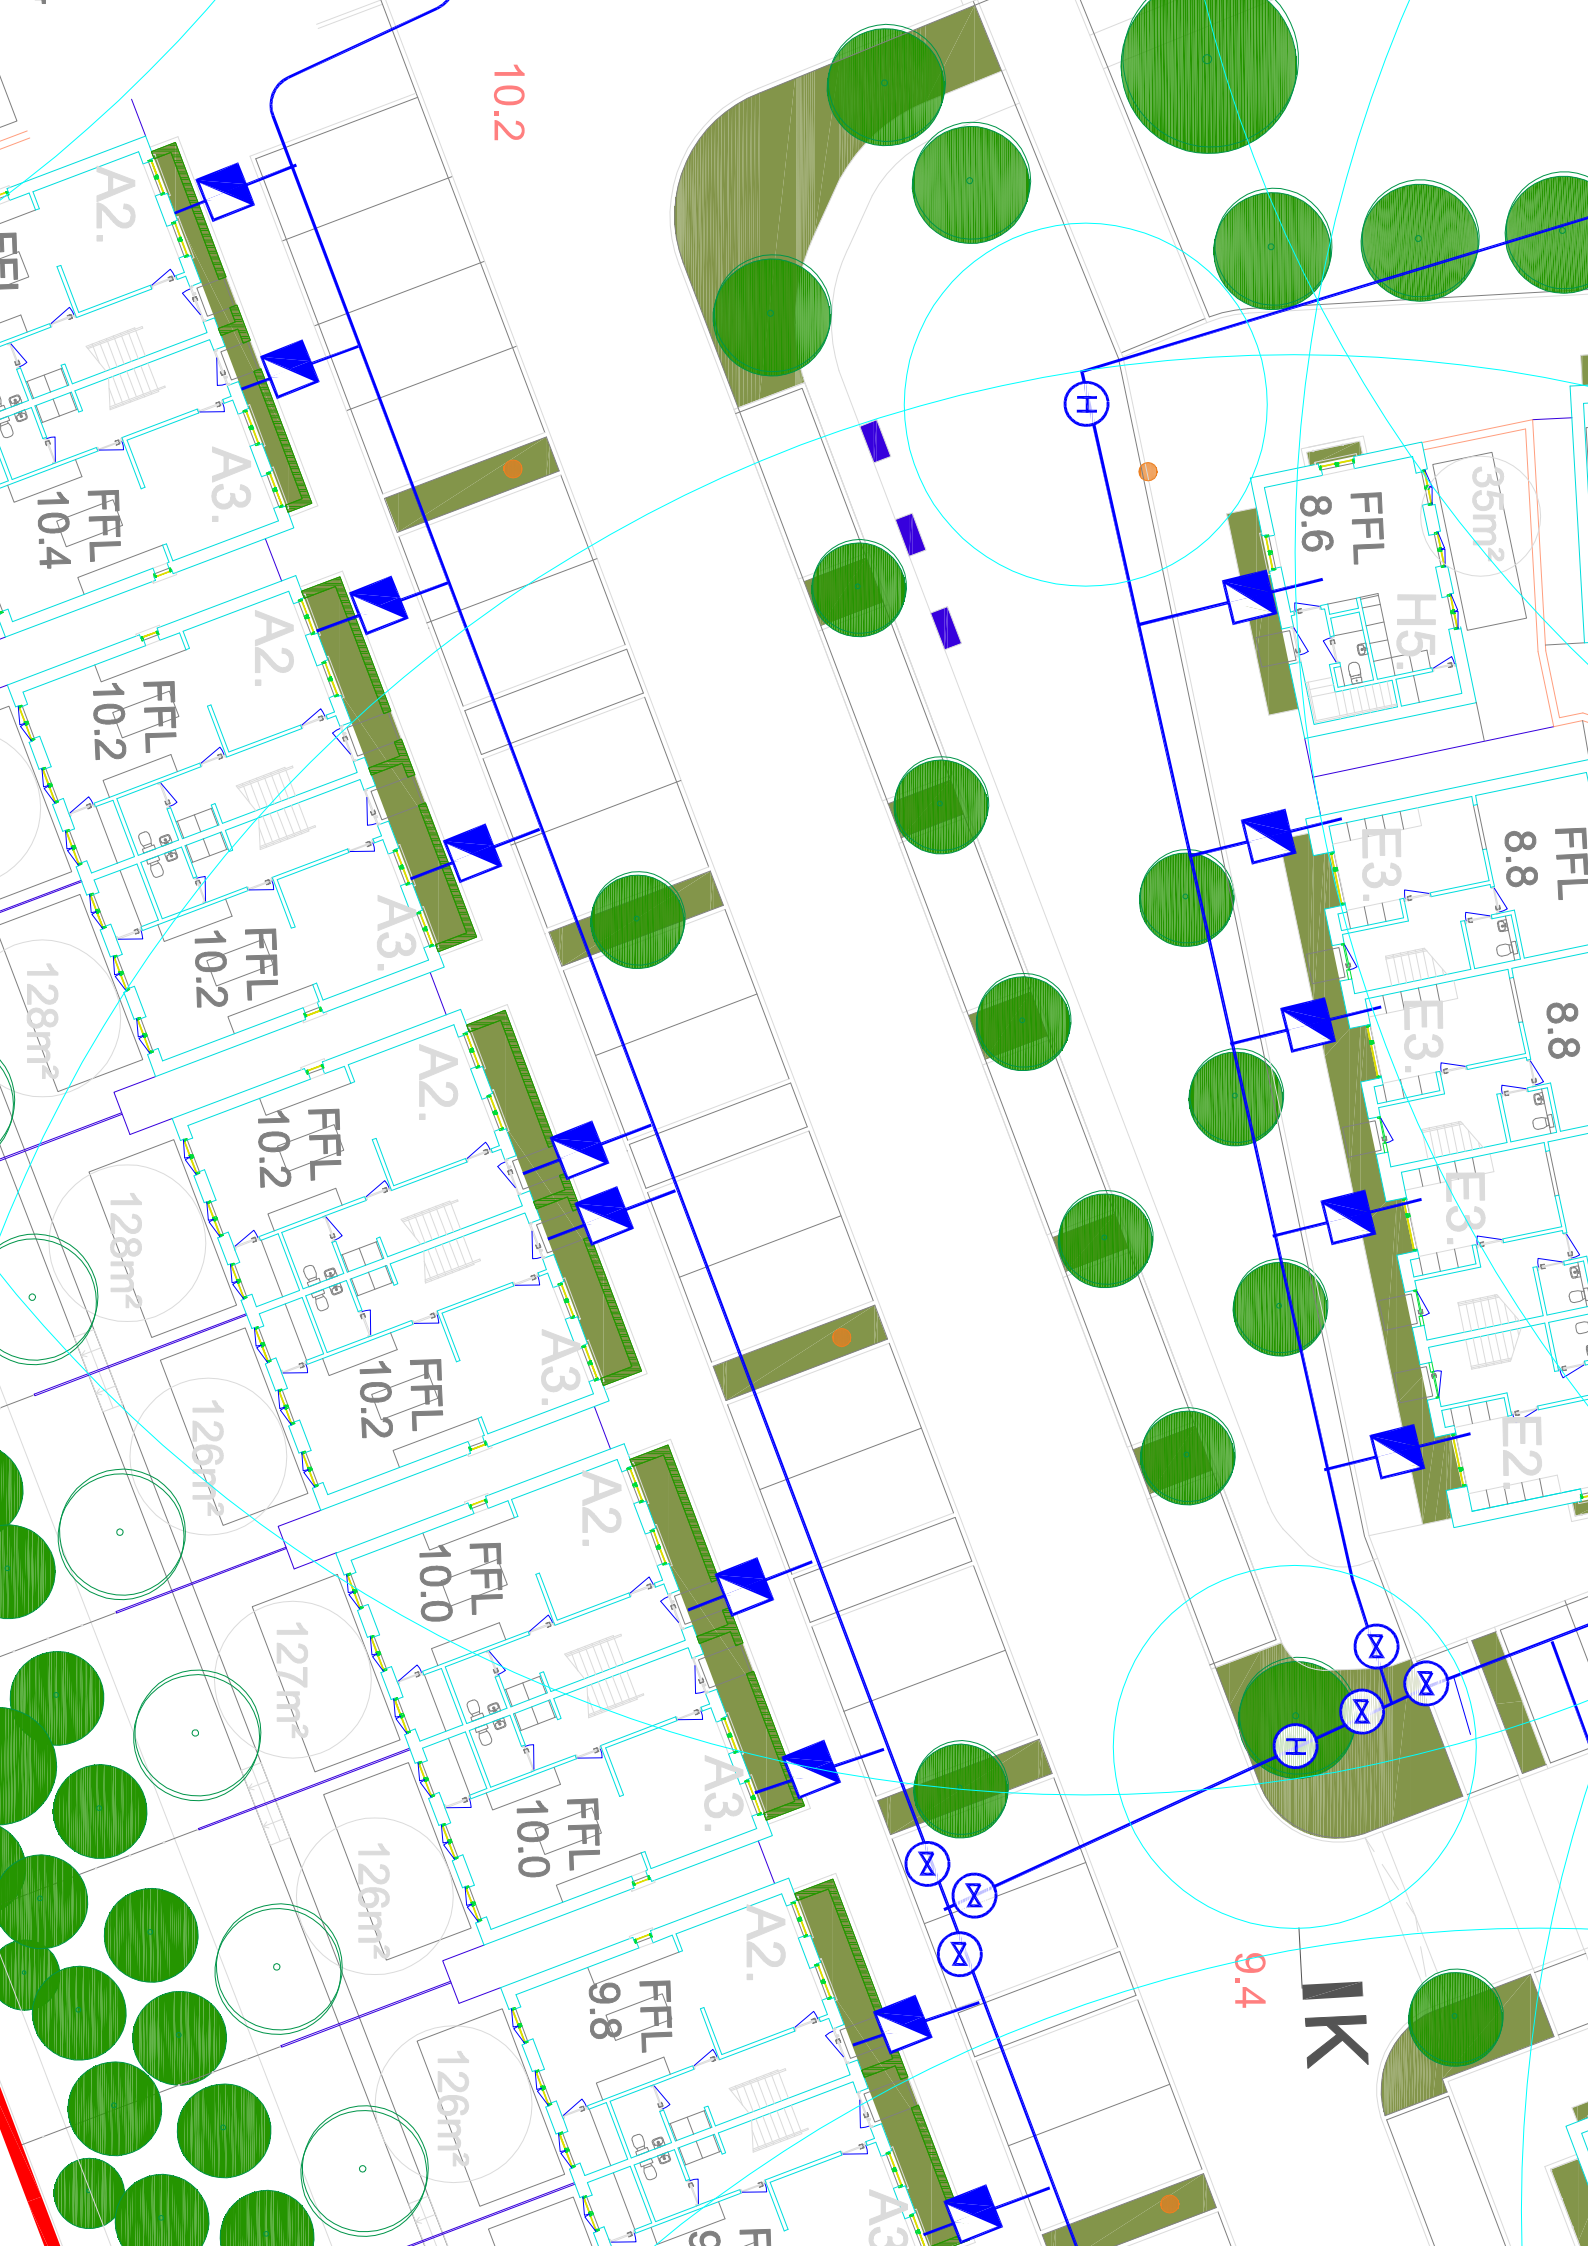 10.2
A2.
FFL
A3.
FFL
10.4
FFL
8.6
35m²
H5.
A2.
FFL
10.2
E3.
FFL
8.8
A3.
FFL
10.2
128m²
E3.
8.8
A2.
FFL
10.2
128m²
E3.
A3.
FFL
10.2
126m²
E2.
A2.
FFL
10.0
127m²
A3.
FFL
10.0
126m²
A2.
FFL
9.8
126m²
9.4
IK
A3
H
H
H